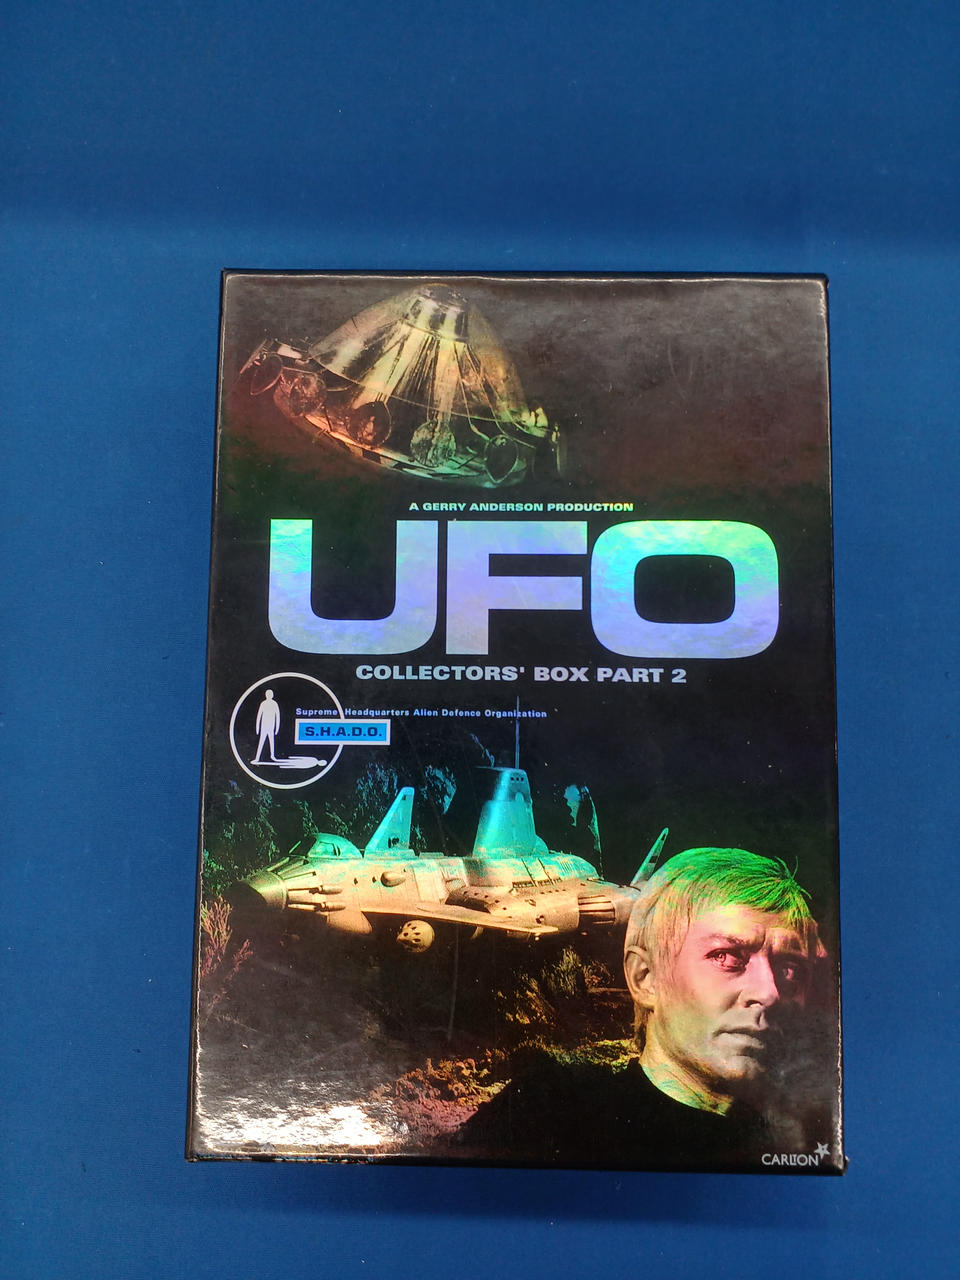 A GERRY ANDERSON PRODUCTION
UFO
COLLECTORS' BOX PART 2
Supreme Headquarters Alien Defence Organization
S.H.A.D.O.
CARLTON